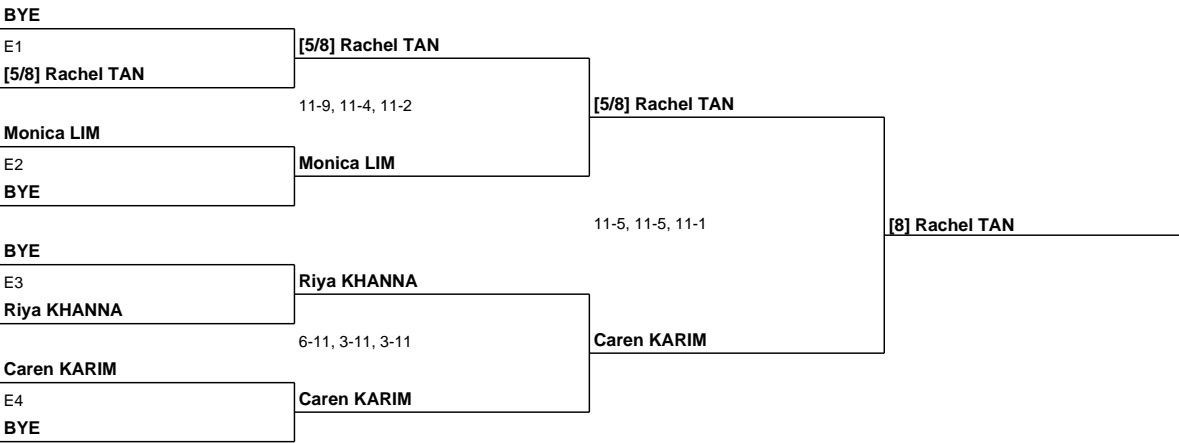 BYE
E1
[5/8] Rachel TAN
[5/8] Rachel TAN
11-9, 11-4, 11-2
[5/8] Rachel TAN
Monica LIM
E2
Monica LIM
BYE
11-5, 11-5, 11-1
[8] Rachel TAN
BYE
E3
Riya KHANNA
Riya KHANNA
6-11, 3-11, 3-11
Caren KARIM
Caren KARIM
E4
Caren KARIM
BYE